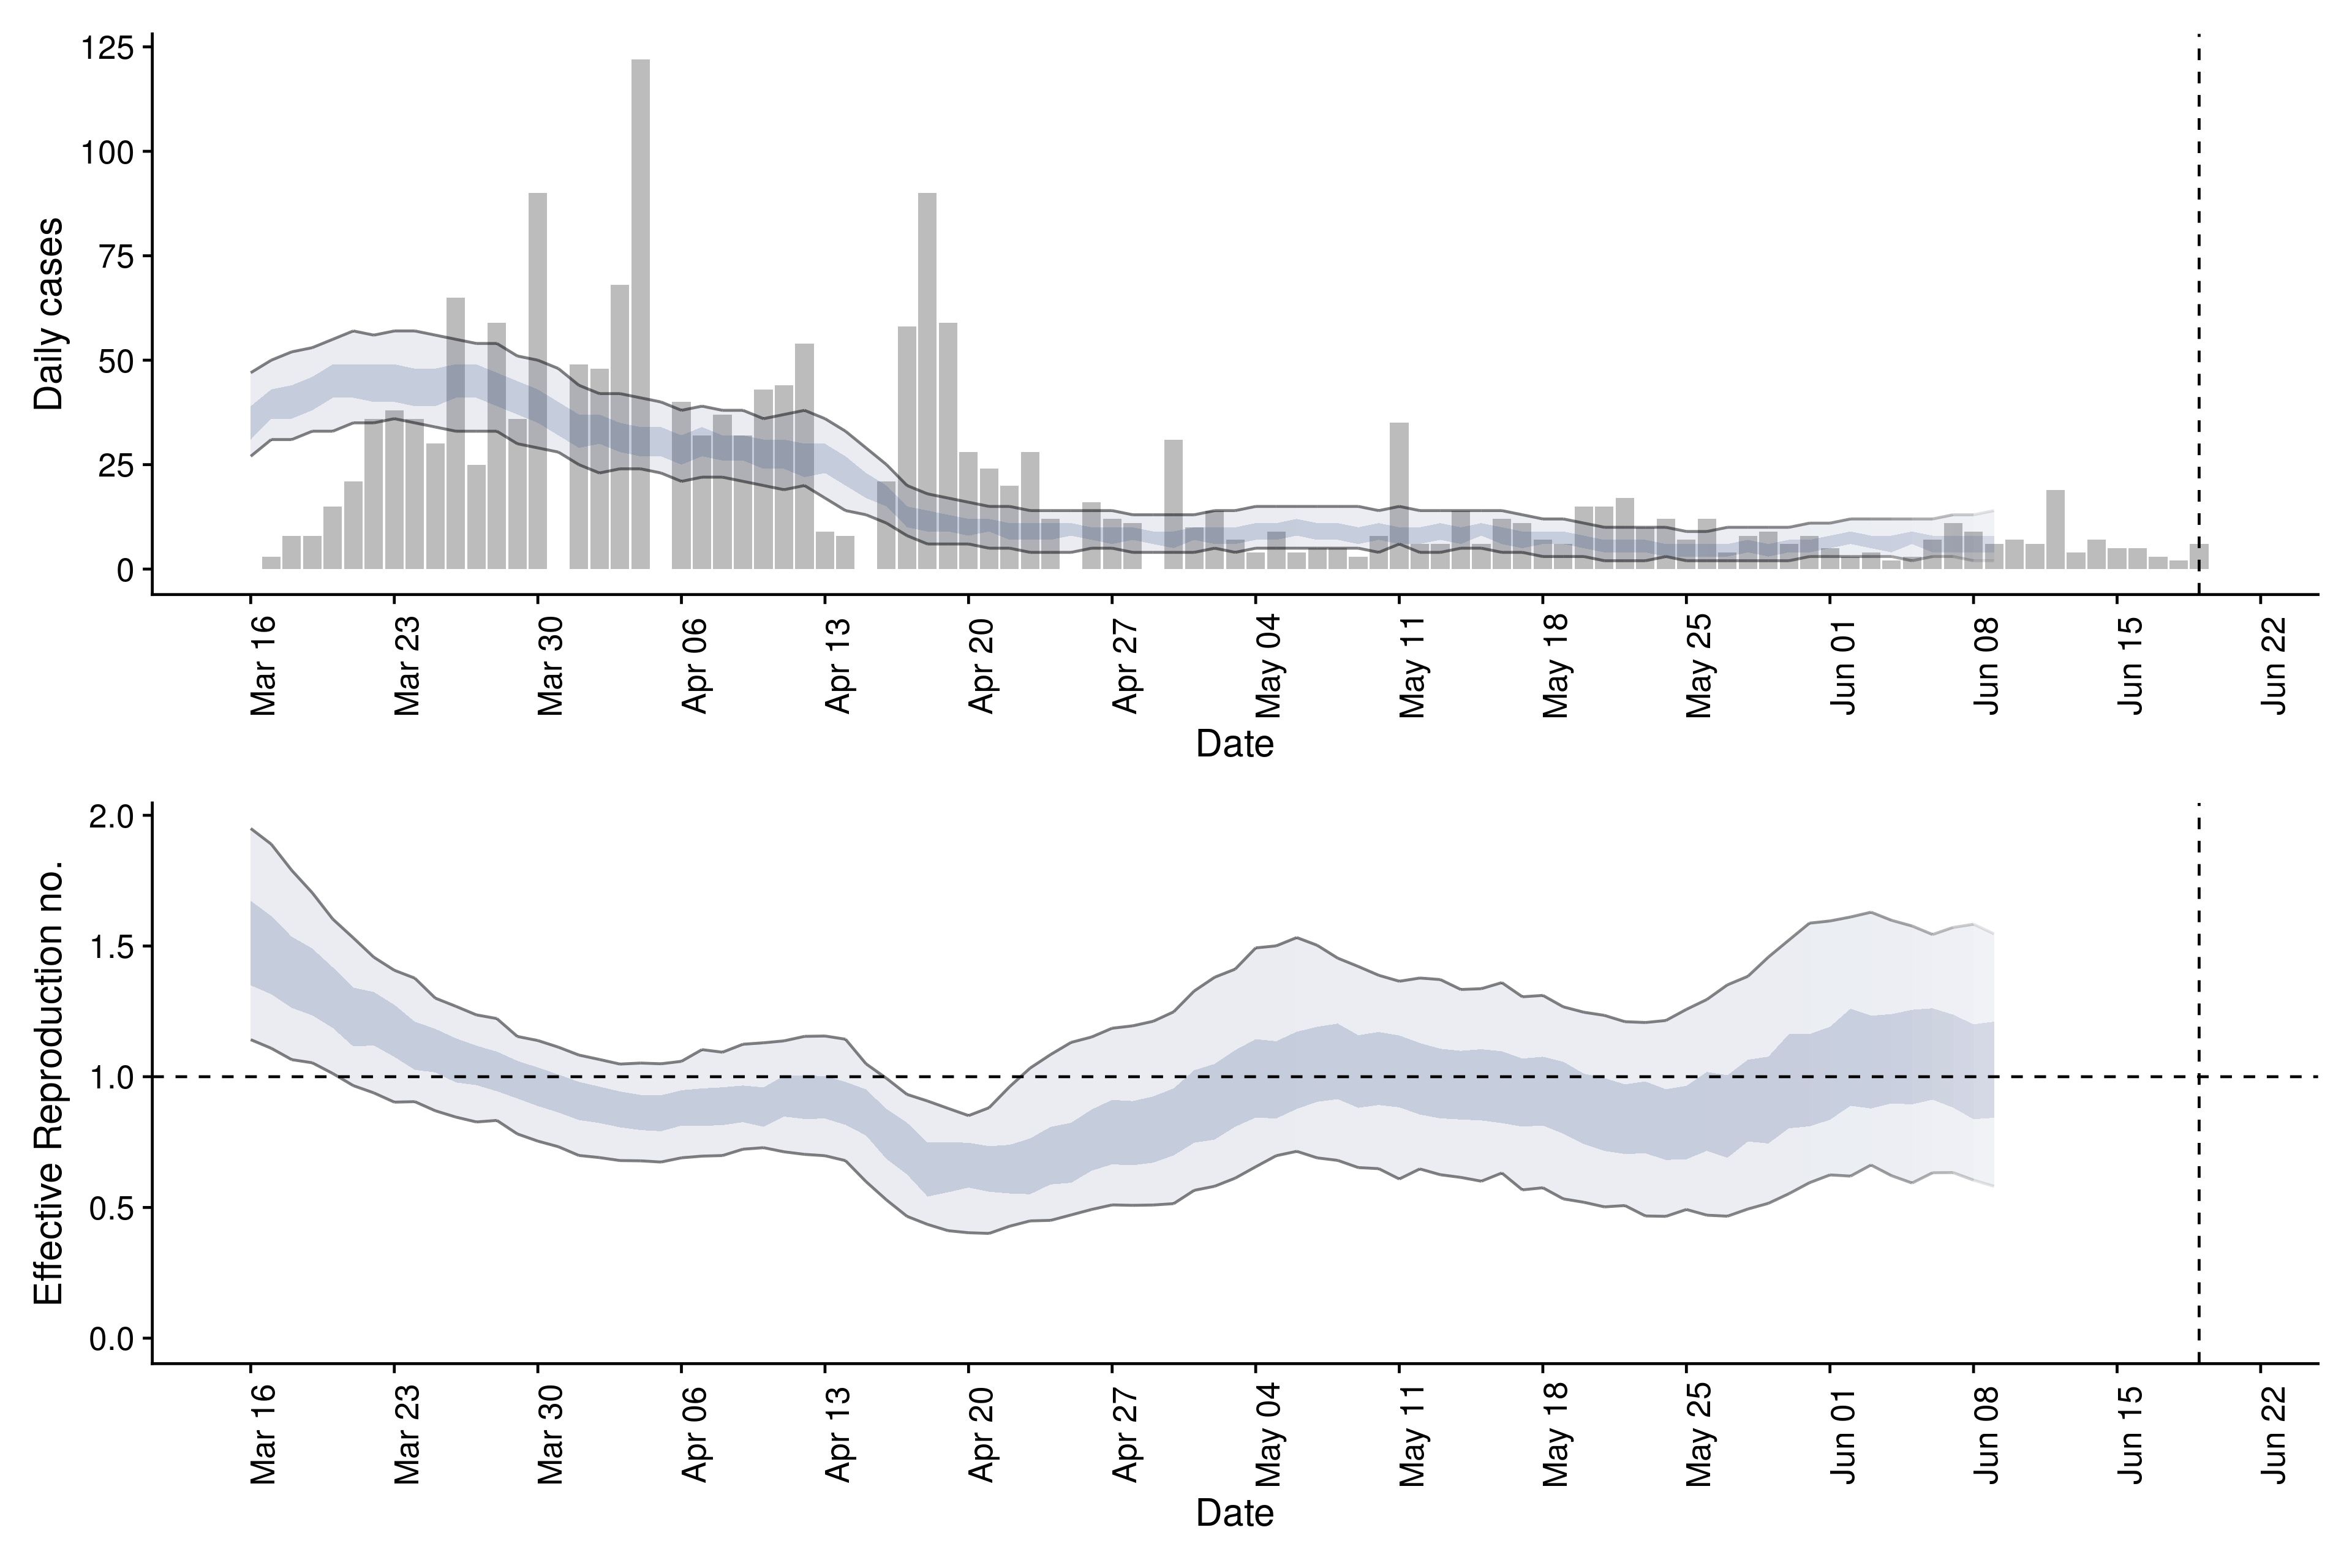 125
100
75
50
25
0
Daily cases
Mar 16
Mar 23
Mar 30
Apr 06
Apr 13
Apr 20
Apr 27
May 04
May 11
May 18
May 25
Jun 01
Jun 08
Jun 15
Jun 22
Date
2.0
1.5
1.0
0.5
0.0
Effective Reproduction no.
Mar 16
Mar 23
Mar 30
Apr 06
Apr 13
Apr 20
Apr 27
May 04
May 11
May 18
May 25
Jun 01
Jun 08
Jun 15
Jun 22
Date